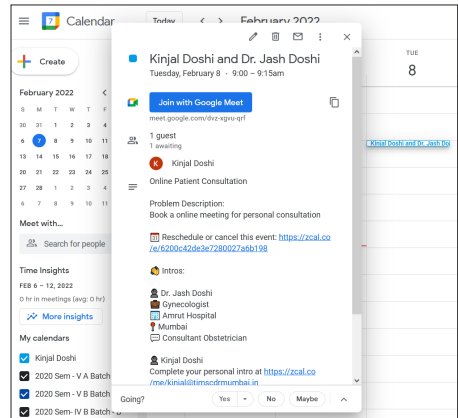 7 Calendar Today < > February 2022
Create
February 2022 <
S M T W T F
30 31 1 2 3 4
6 7 8 9 10 11
13 14 15 16 17 18
20 21 22 23 24 25
27 28 1 2 3 4
6 7 8 9 10 11
Meet with...
Search for people
Time Insights
FEB 6 – 12, 2022
0 hr in meetings (avg: 0 hr)
More insights
My calendars
Kinjal Doshi
2020 Sem - V A Batch
2020 Sem - V B Batch
2020 Sem- IV B Batch - B
Kinjal Doshi and Dr. Jash Doshi
Tuesday, February 8 · 9:00 – 9:15am
Join with Google Meet
meet.google.com/dvz-xgvu-qrf
1 guest
1 awaiting
K Kinjal Doshi
Online Patient Consultation
Problem Description:
Book a online meeting for personal consultation
Reschedule or cancel this event: https://zcal.co
/e/6200c42de3e7280027a6b198
Intros:
Dr. Jash Doshi
Gynecologist
Amrut Hospital
Mumbai
Consultant Obstetrician
Kinjal Doshi
Complete your personal intro at https://zcal.co
/me/kinjal@timscdrmumbai.in
Going? Yes No Maybe
TUE
8
Kinjal Doshi and Dr. Jash Do